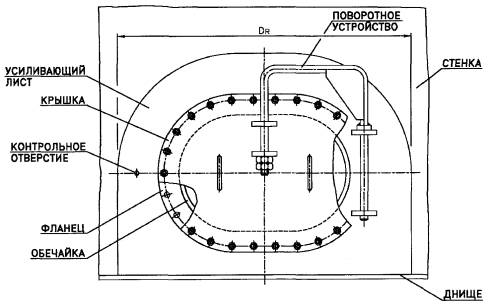 DR
ПОВОРОТНОЕ
УСТРОЙСТВО
УСИЛИВАЮЩИЙ
ЛИСТ
СТЕНКА
КРЫШКА
КОНТРОЛЬНОЕ
ОТВЕРСТИЕ
ФЛАНЕЦ
ОБЕЧАЙКА
ДНИЩЕ